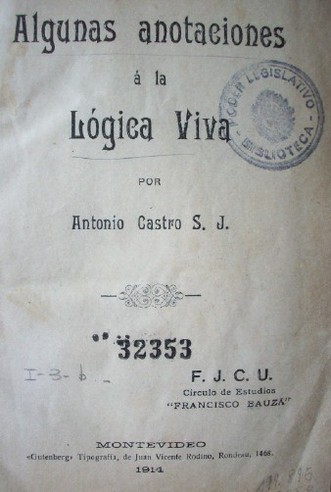 Algunas anotaciones
á la
Lógica Viva
PODER LEGISLATIVO
BIBLIOTECA
POR
Antonio Castro S. J.
32353
I-3-b
F. J. C. U.
Círculo de Estudios
"FRANCISCO BAUZÁ"
MONTEVIDEO
«Gutenberg» Tipografía, de Juan Vicente Rodino, Rondeau, 1468.
1914